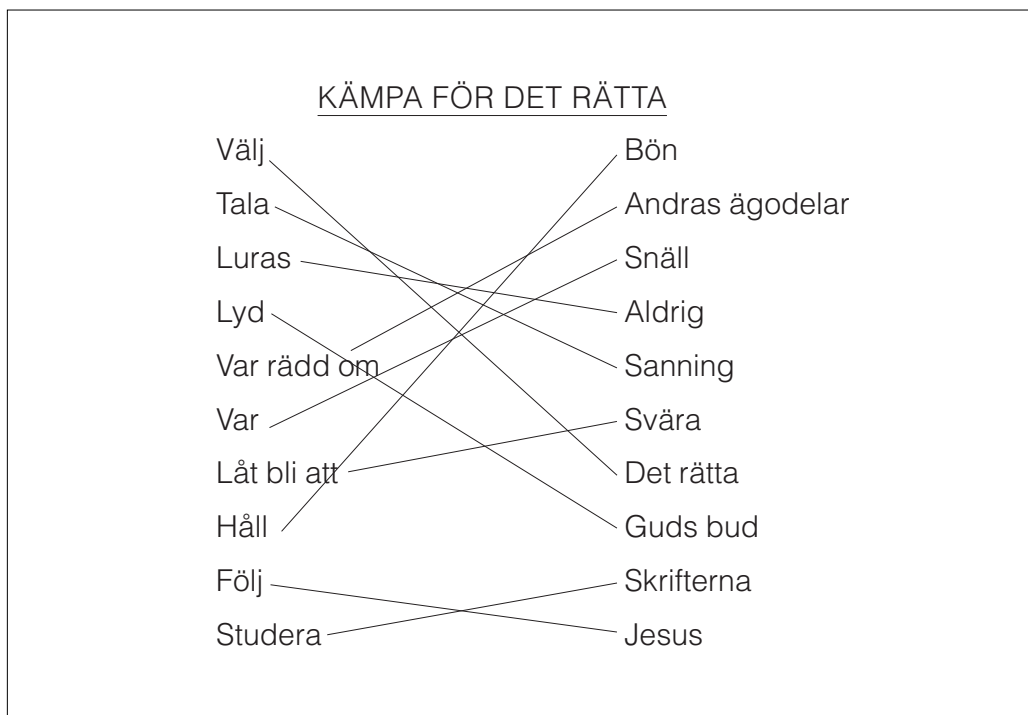 KÄMPA FÖR DET RÄTTA
Välj Bön
Tala Andras ägodelar
Luras Snäll
Lyd Aldrig
Var rädd om Sanning
Var Svära
Låt bli att Det rätta
Håll Guds bud
Följ Skrifterna
Studera Jesus